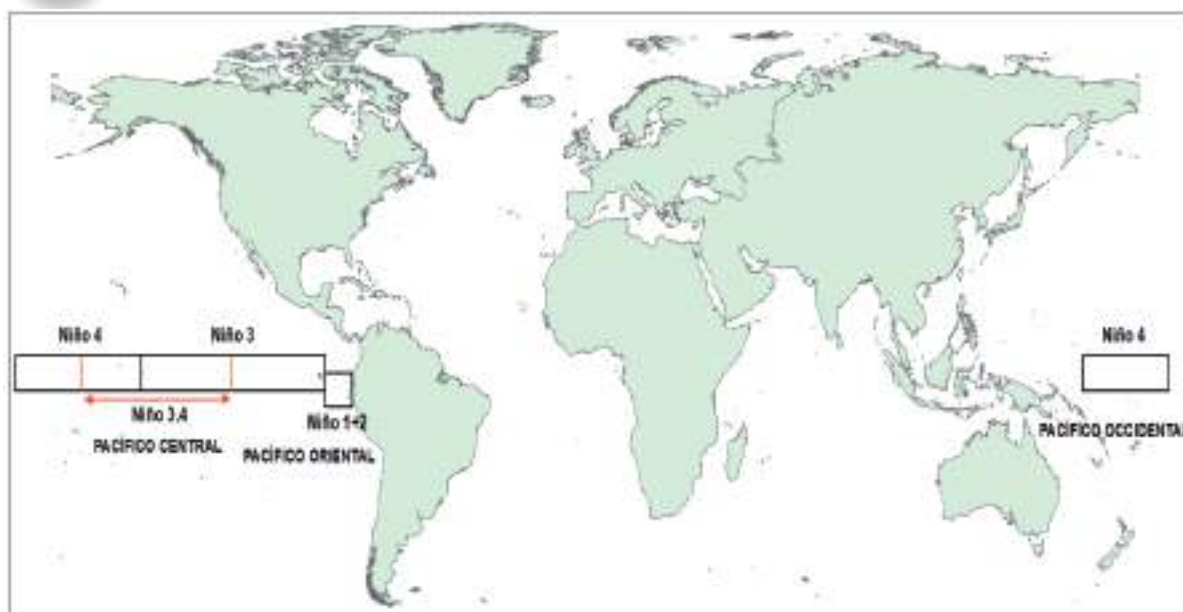 Niño 4
Niño 3
Niño 4
Niño 3.4
Niño 1+2
PACÍFICO CENTRAL
PACÍFICO ORIENTAL
PACÍFICO OCCIDENTAL